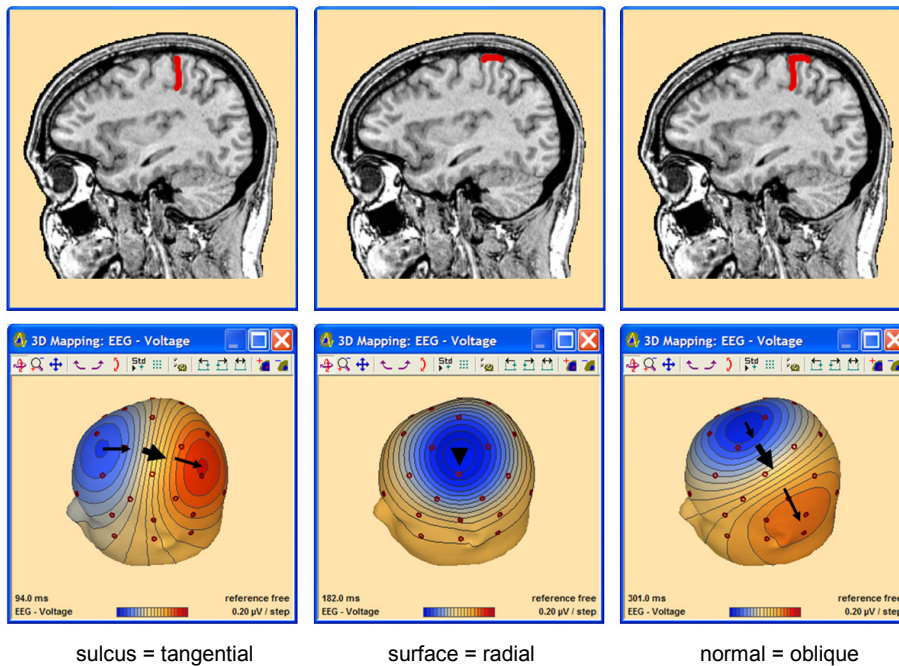 3D Mapping: EEG - Voltage
Std
94.0 ms
reference free
EEG - Voltage
0.20 µV / step
3D Mapping: EEG - Voltage
Std
182.0 ms
reference free
EEG - Voltage
0.20 µV / step
3D Mapping: EEG - Voltage
Std
301.0 ms
reference free
EEG - Voltage
0.20 µV / step
sulcus = tangential
surface = radial
normal = oblique